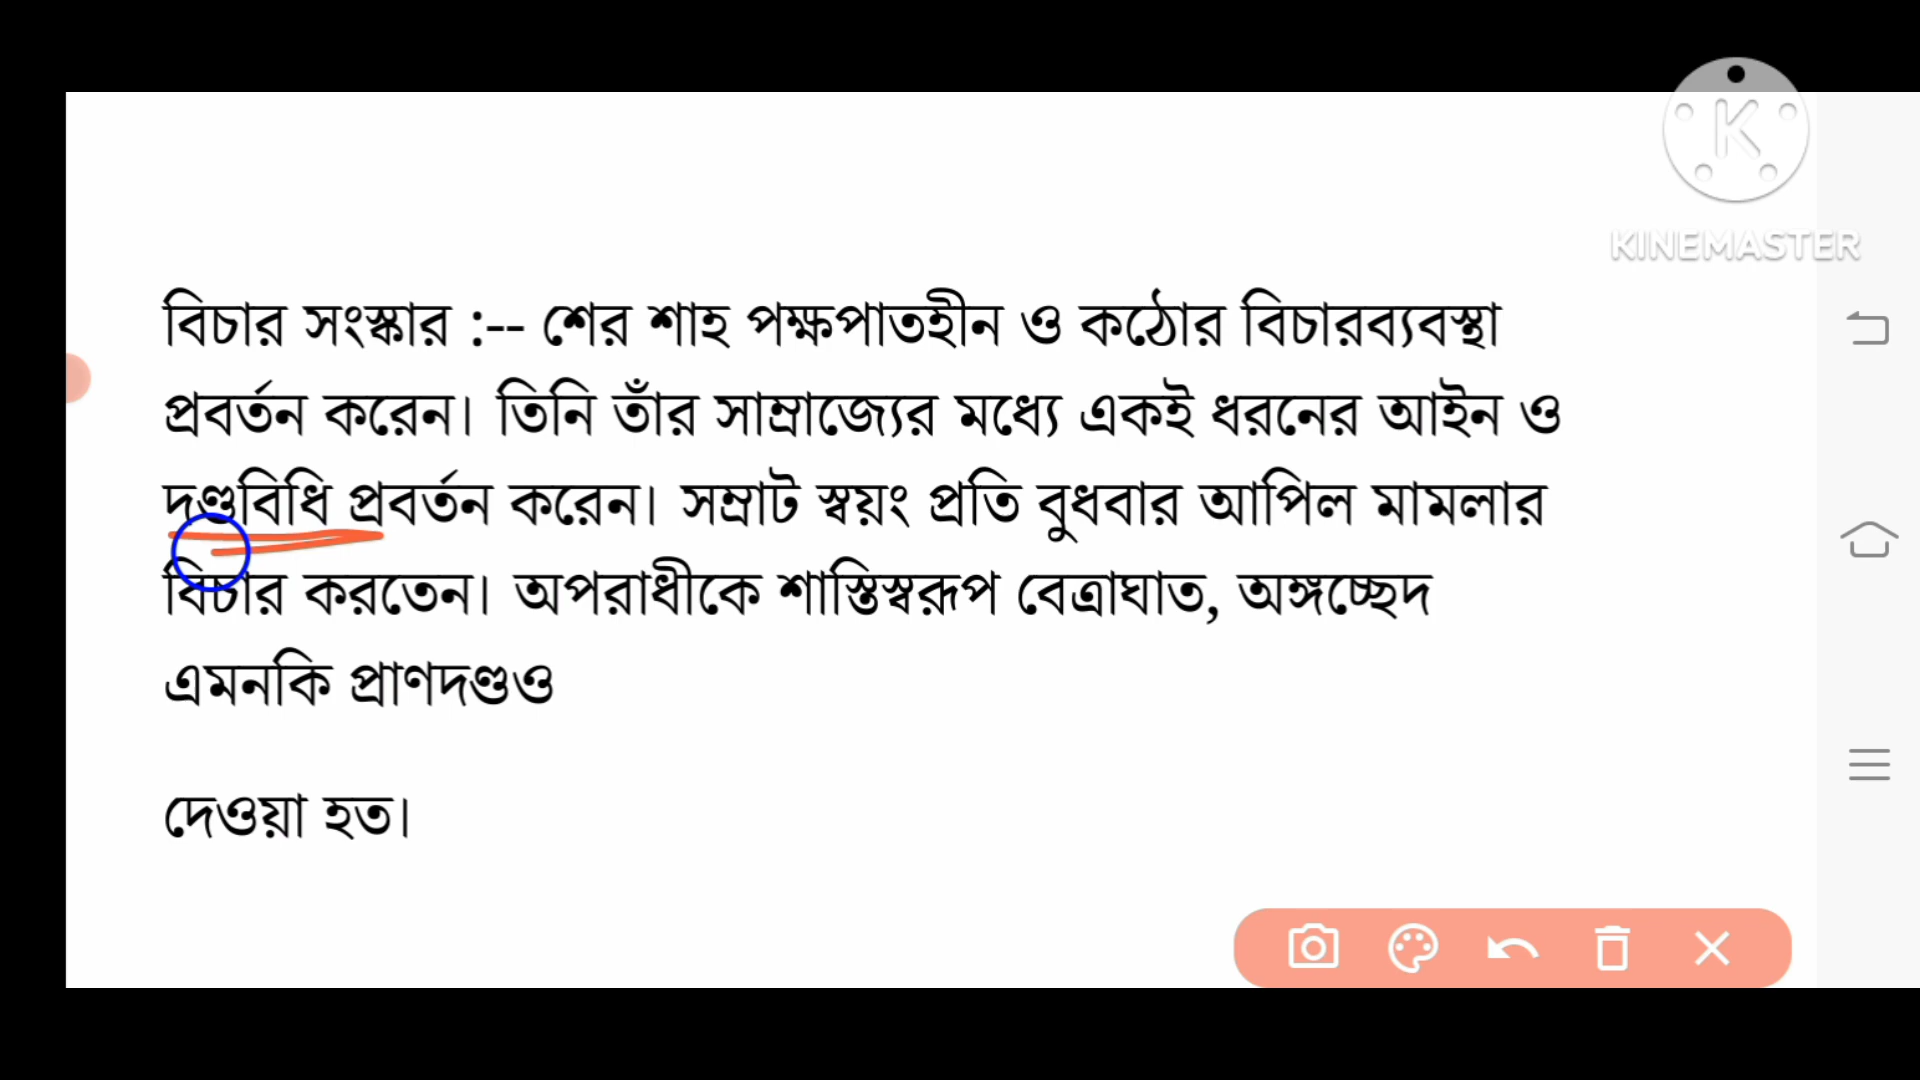 KINEMASTER
বিচার সংস্কার :-- শের শাহ পক্ষপাতহীন ও কঠোর বিচারব্যবস্থা
প্রবর্তন করেন। তিনি তাঁর সাম্রাজ্যের মধ্যে একই ধরনের আইন ও
দণ্ডবিধি প্রবর্তন করেন। সম্রাট স্বয়ং প্রতি বুধবার আপিল মামলার
বিচার করতেন। অপরাধীকে শাস্তিস্বরূপ বেত্রাঘাত, অঙ্গচ্ছেদ
এমনকি প্রাণদণ্ডও
দেওয়া হত।